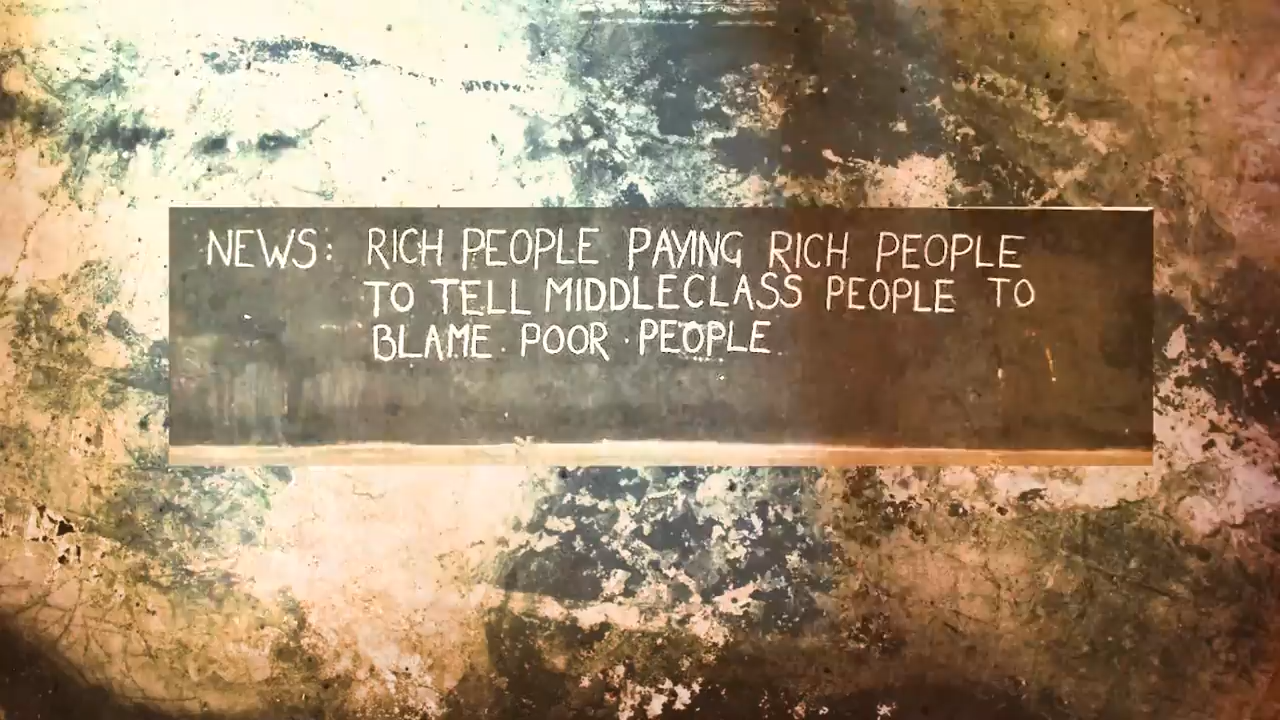 NEWS: RICH PEOPLE PAYING RICH PEOPLE
TO TELL MIDDLECLASS PEOPLE TO
BLAME POOR PEOPLE